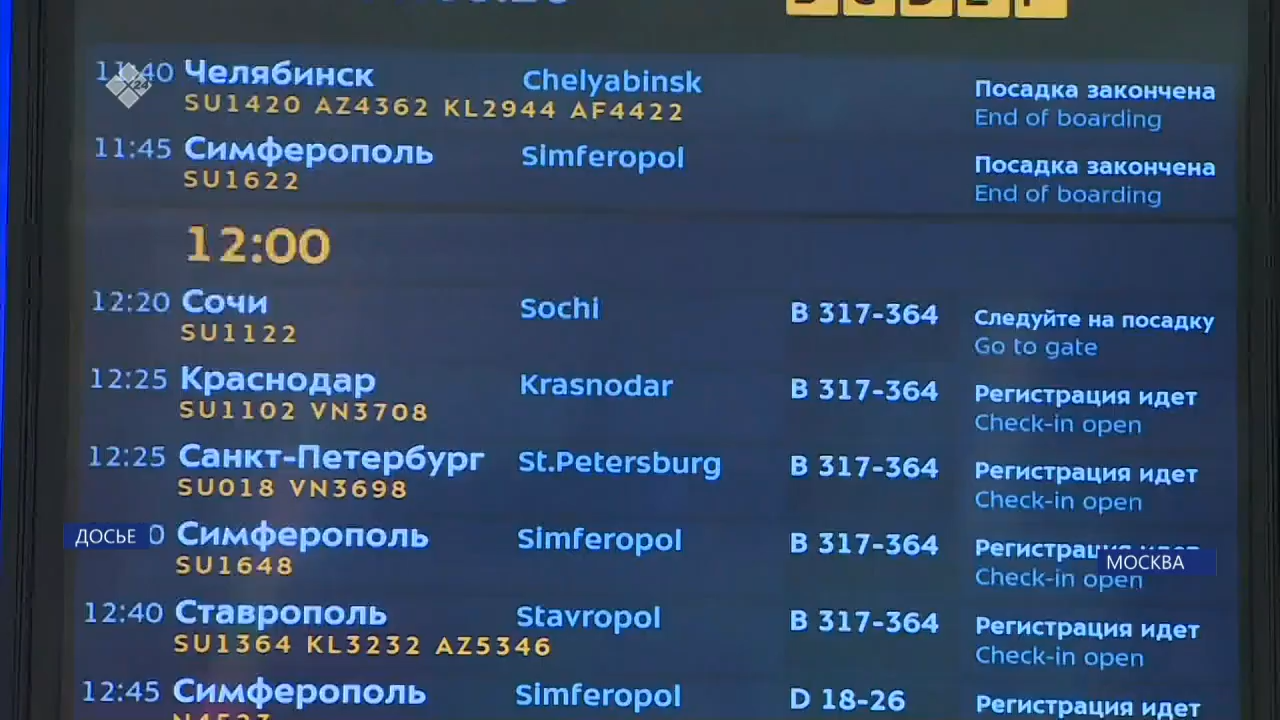 11:40 Челябинск Chelyabinsk Посадка закончена
SU1420 AZ4362 KL2944 AF4422 End of boarding
11:45 Симферополь Simferopol Посадка закончена
SU1622 End of boarding
12:00
12:20 Сочи Sochi B 317-364 Следуйте на посадку
SU1122 Go to gate
12:25 Краснодар Krasnodar B 317-364 Регистрация идет
SU1102 VN3708 Check-in open
12:25 Санкт-Петербург St.Petersburg B 317-364 Регистрация идет
SU018 VN3698 Check-in open
ДОСЬЕ 0 Симферополь Simferopol B 317-364 Регистрация идет
SU1648 Check-in open МОСКВА
12:40 Ставрополь Stavropol B 317-364 Регистрация идет
SU1364 KL3232 AZ5346 Check-in open
12:45 Симферополь Simferopol D 18-26 Регистрация идет